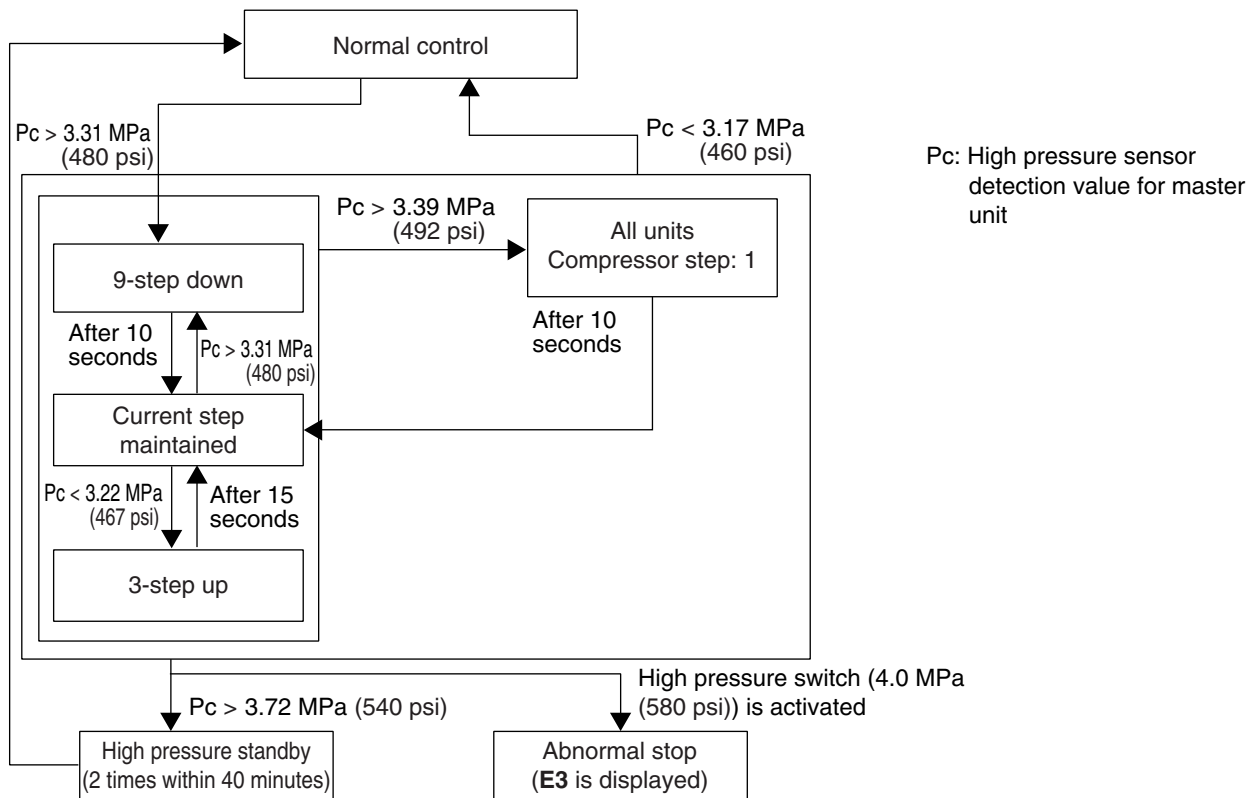 Normal control
Pc > 3.31 MPa
(480 psi)
Pc < 3.17 MPa
(460 psi)
Pc: High pressure sensor
detection value for master
unit
Pc > 3.39 MPa
(492 psi)
All units
Compressor step: 1
9-step down
After 10
seconds
Pc > 3.31 MPa
(480 psi)
After 10
seconds
Current step
maintained
Pc < 3.22 MPa
(467 psi)
After 15
seconds
3-step up
Pc > 3.72 MPa (540 psi)
High pressure switch (4.0 MPa
(580 psi)) is activated
High pressure standby
(2 times within 40 minutes)
Abnormal stop
(E3 is displayed)